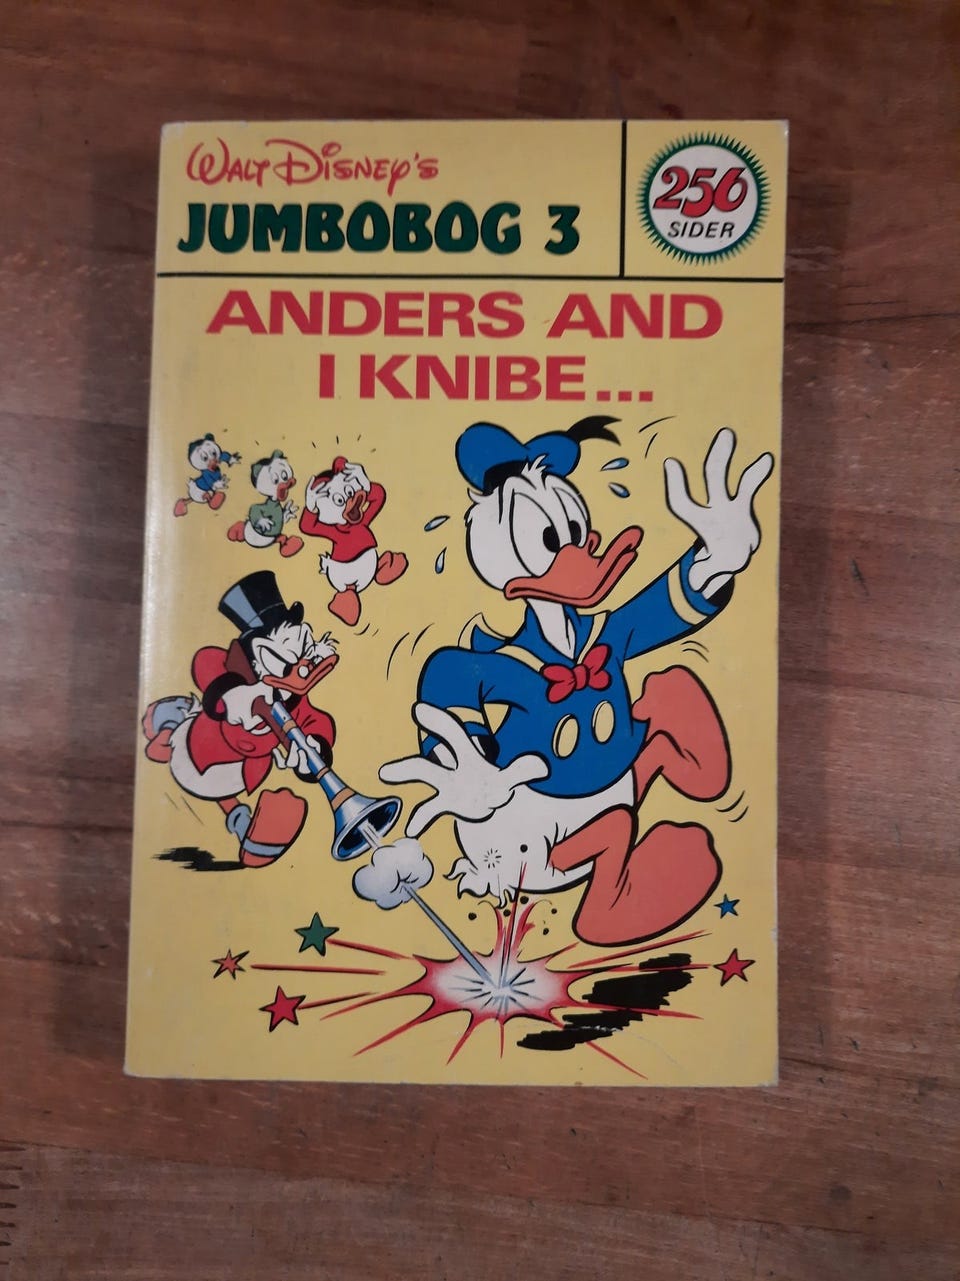 WALT DISNEY'S
JUMBOBOG 3
256
SIDER
ANDERS AND
I KNIBE...